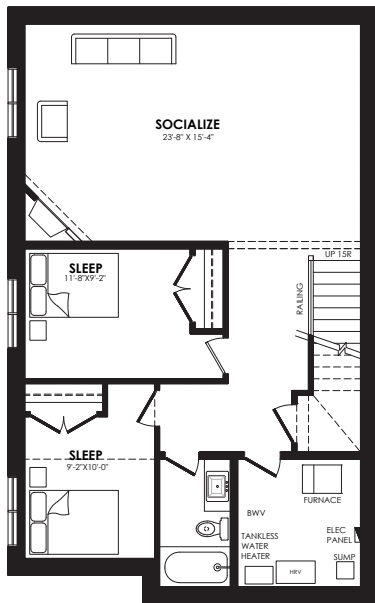 SOCIALIZE
23'-8" X 15'-4"
UP 15R
SLEEP
11'-8"X9'-2"
RAILING
SLEEP
9'-2"X10'-0"
FURNACE
BWV
ELEC
PANEL
TANKLESS
WATER
HEATER
SUMP
HRV